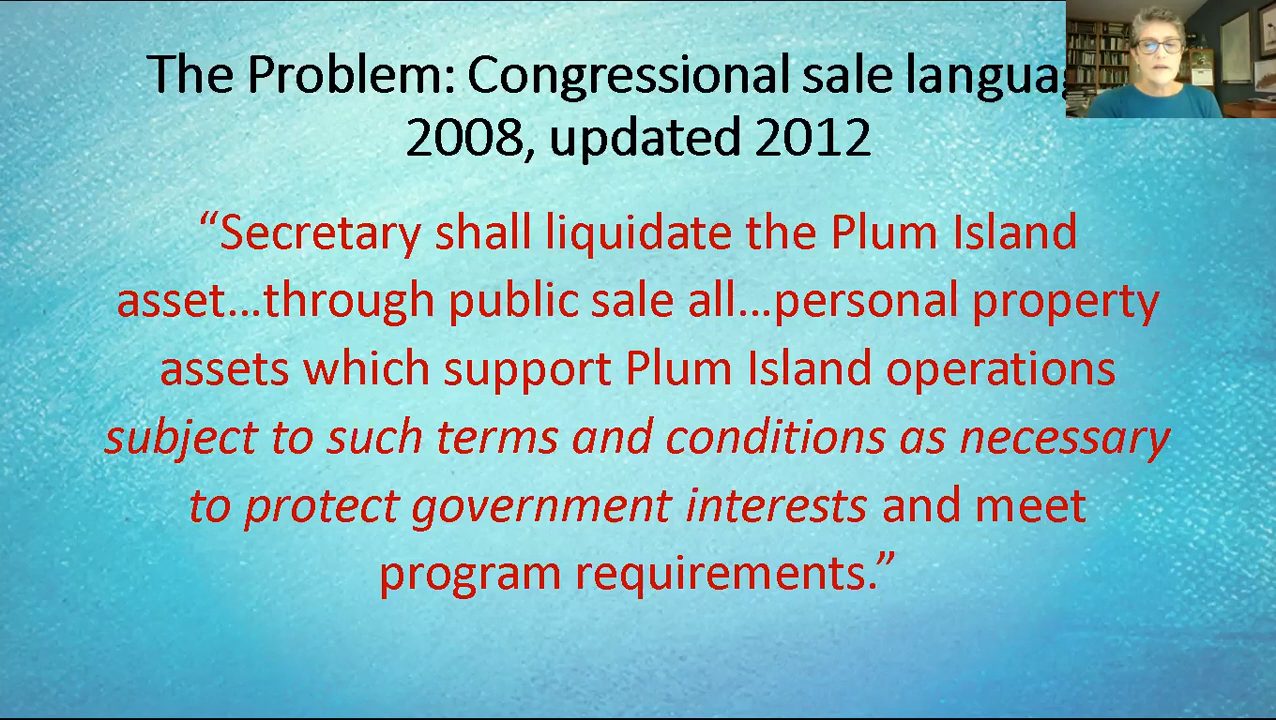 The Problem: Congressional sale
2008, updated 2012
“Secretary shall liquidate the Plum Island
asset...through public sale all...personal property
assets which support Plum Island operations
subject to such terms and conditions as necessary
to protect government interests and meet
program requirements.”